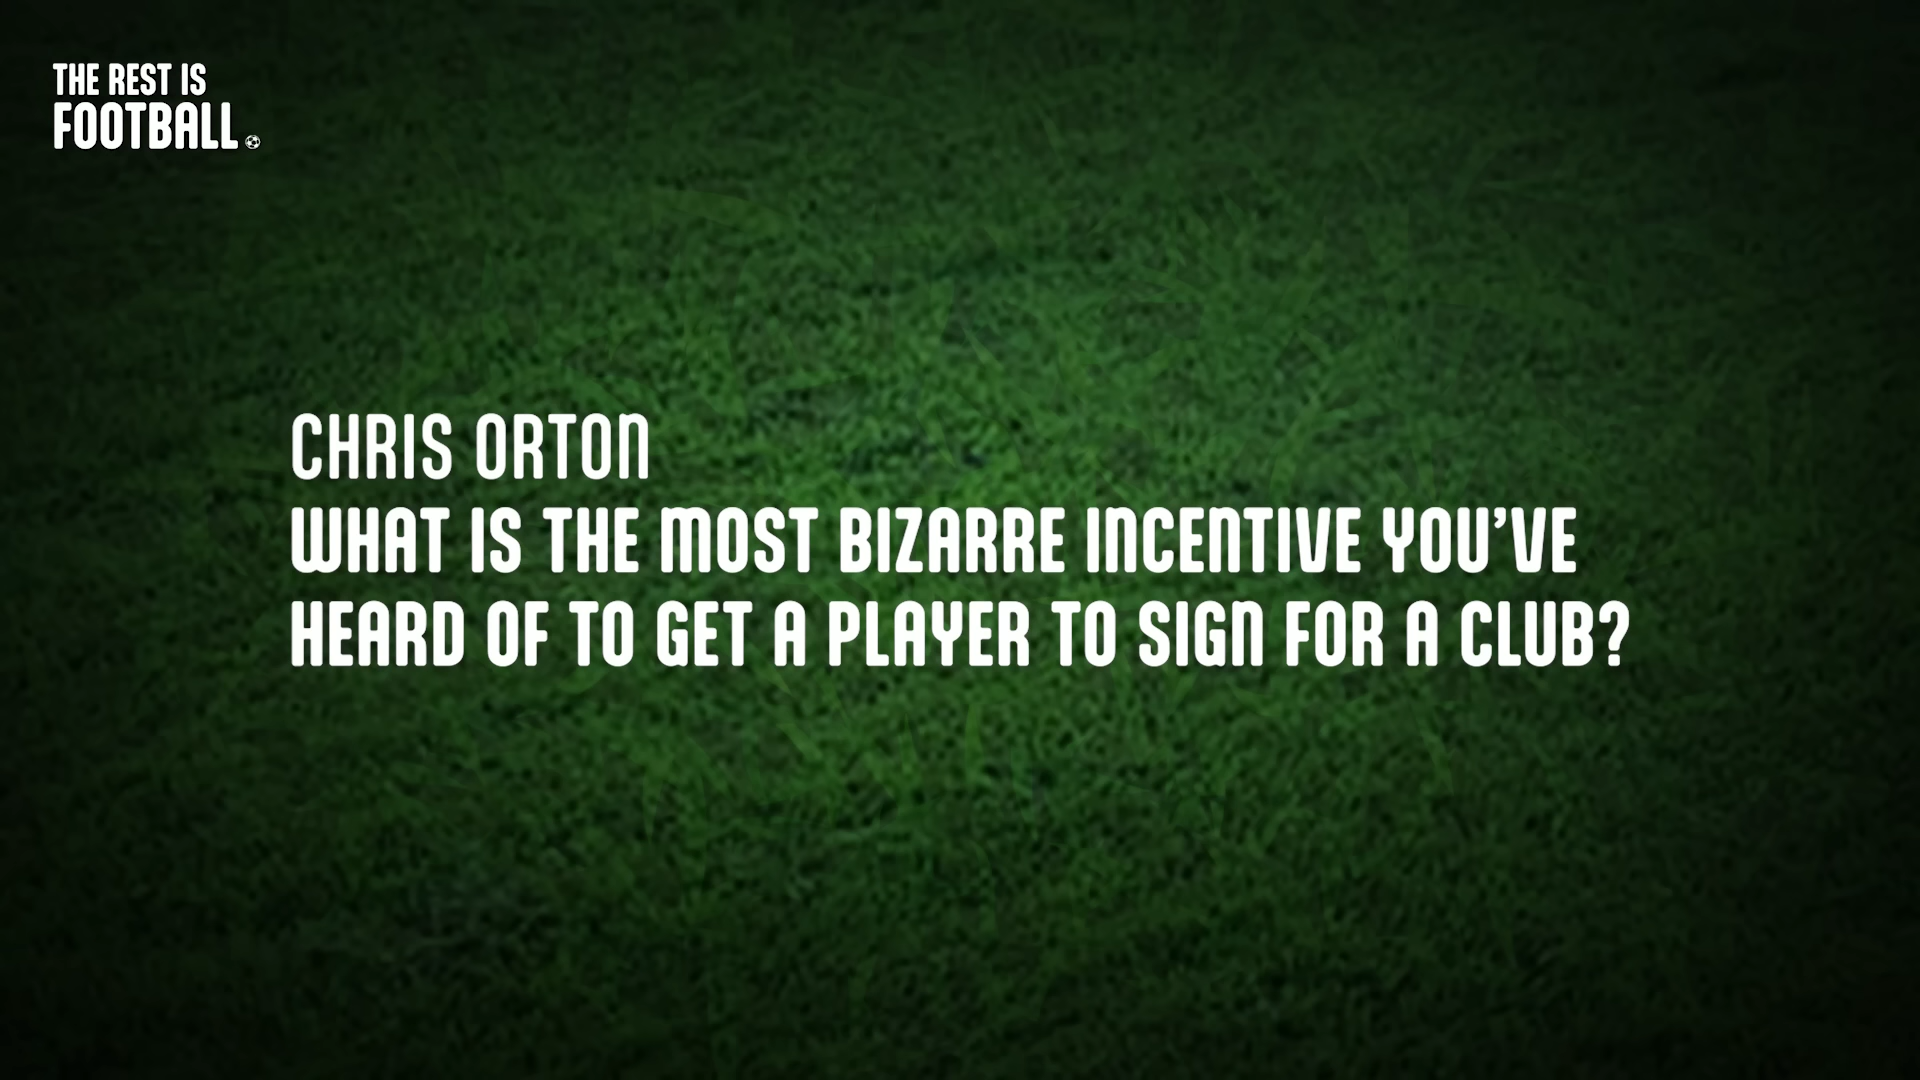 THE REST IS
FOOTBALL
CHRIS ORTON
WHAT IS THE MOST BIZARRE INCENTIVE YOU'VE
HEARD OF TO GET A PLAYER TO SIGN FOR A CLUB?